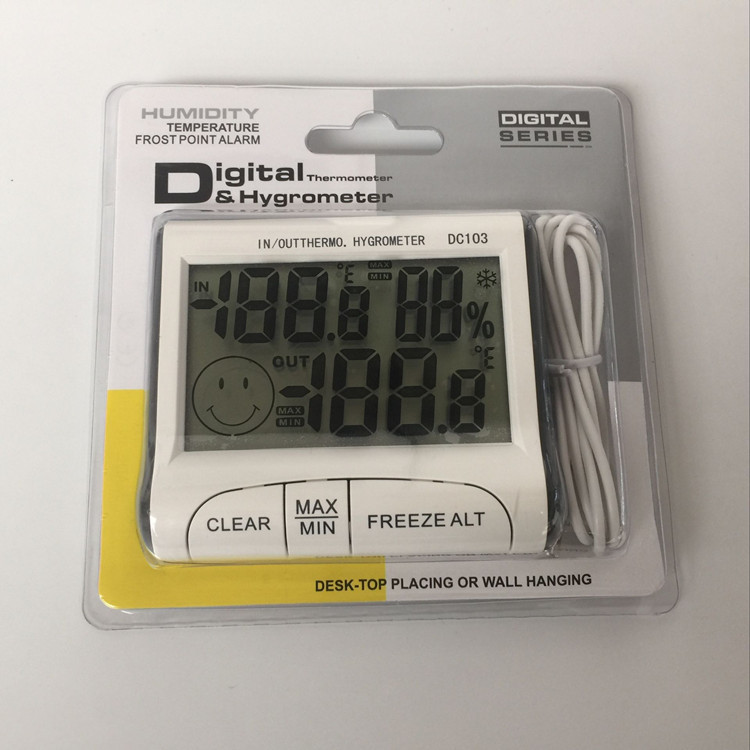 HUMIDITY
TEMPERATURE
FROST POINT ALARM
DIGITAL
SERIES
Digital Thermometer
& Hygrometer
IN/OUTTHERMO. HYGROMETER DC103
IN -188.8 °E MAX MIN 88%
OUT -188.8 °E
MAX
MIN
CLEAR
MAX
MIN
FREEZE ALT
DESK-TOP PLACING OR WALL HANGING